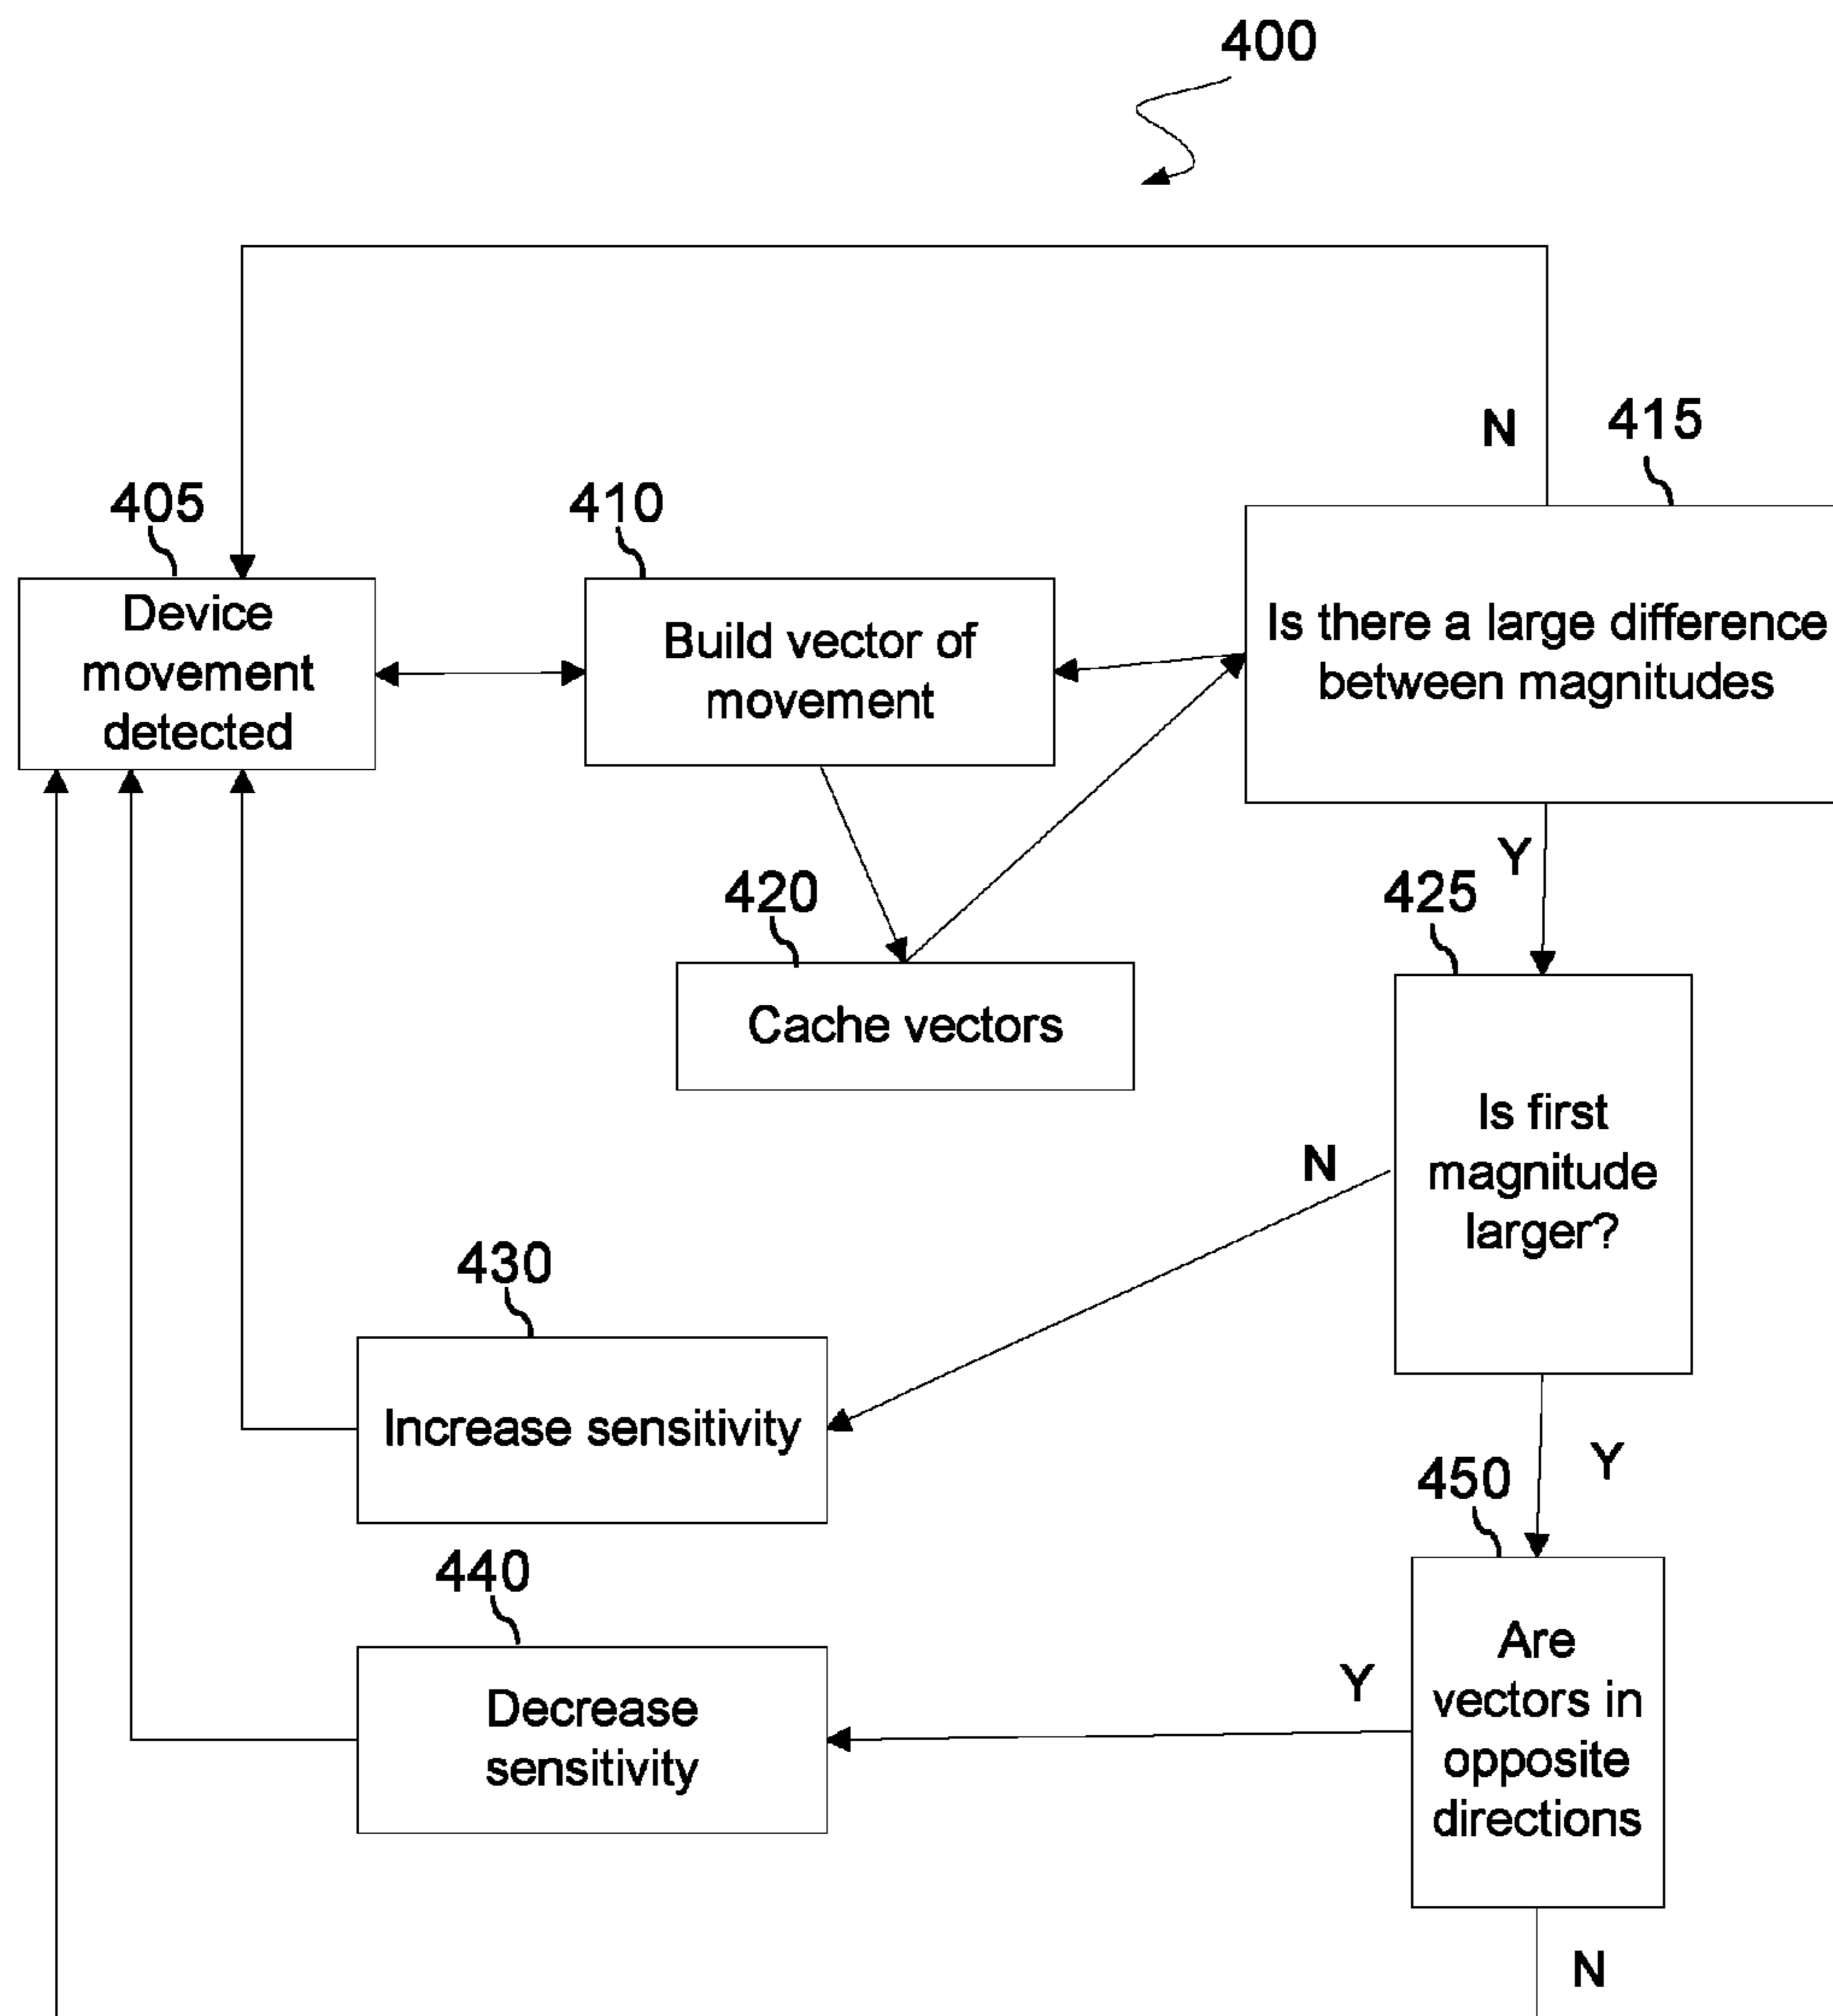 400
N
415
405
410
Device
movement
detected
Build vector of
movement
Is there a large difference
between magnitudes
Y
420
425
Cache vectors
Is first
magnitude
larger?
N
430
Increase sensitivity
Y
450
440
Decrease
sensitivity
Y
Are
vectors in
opposite
directions
N